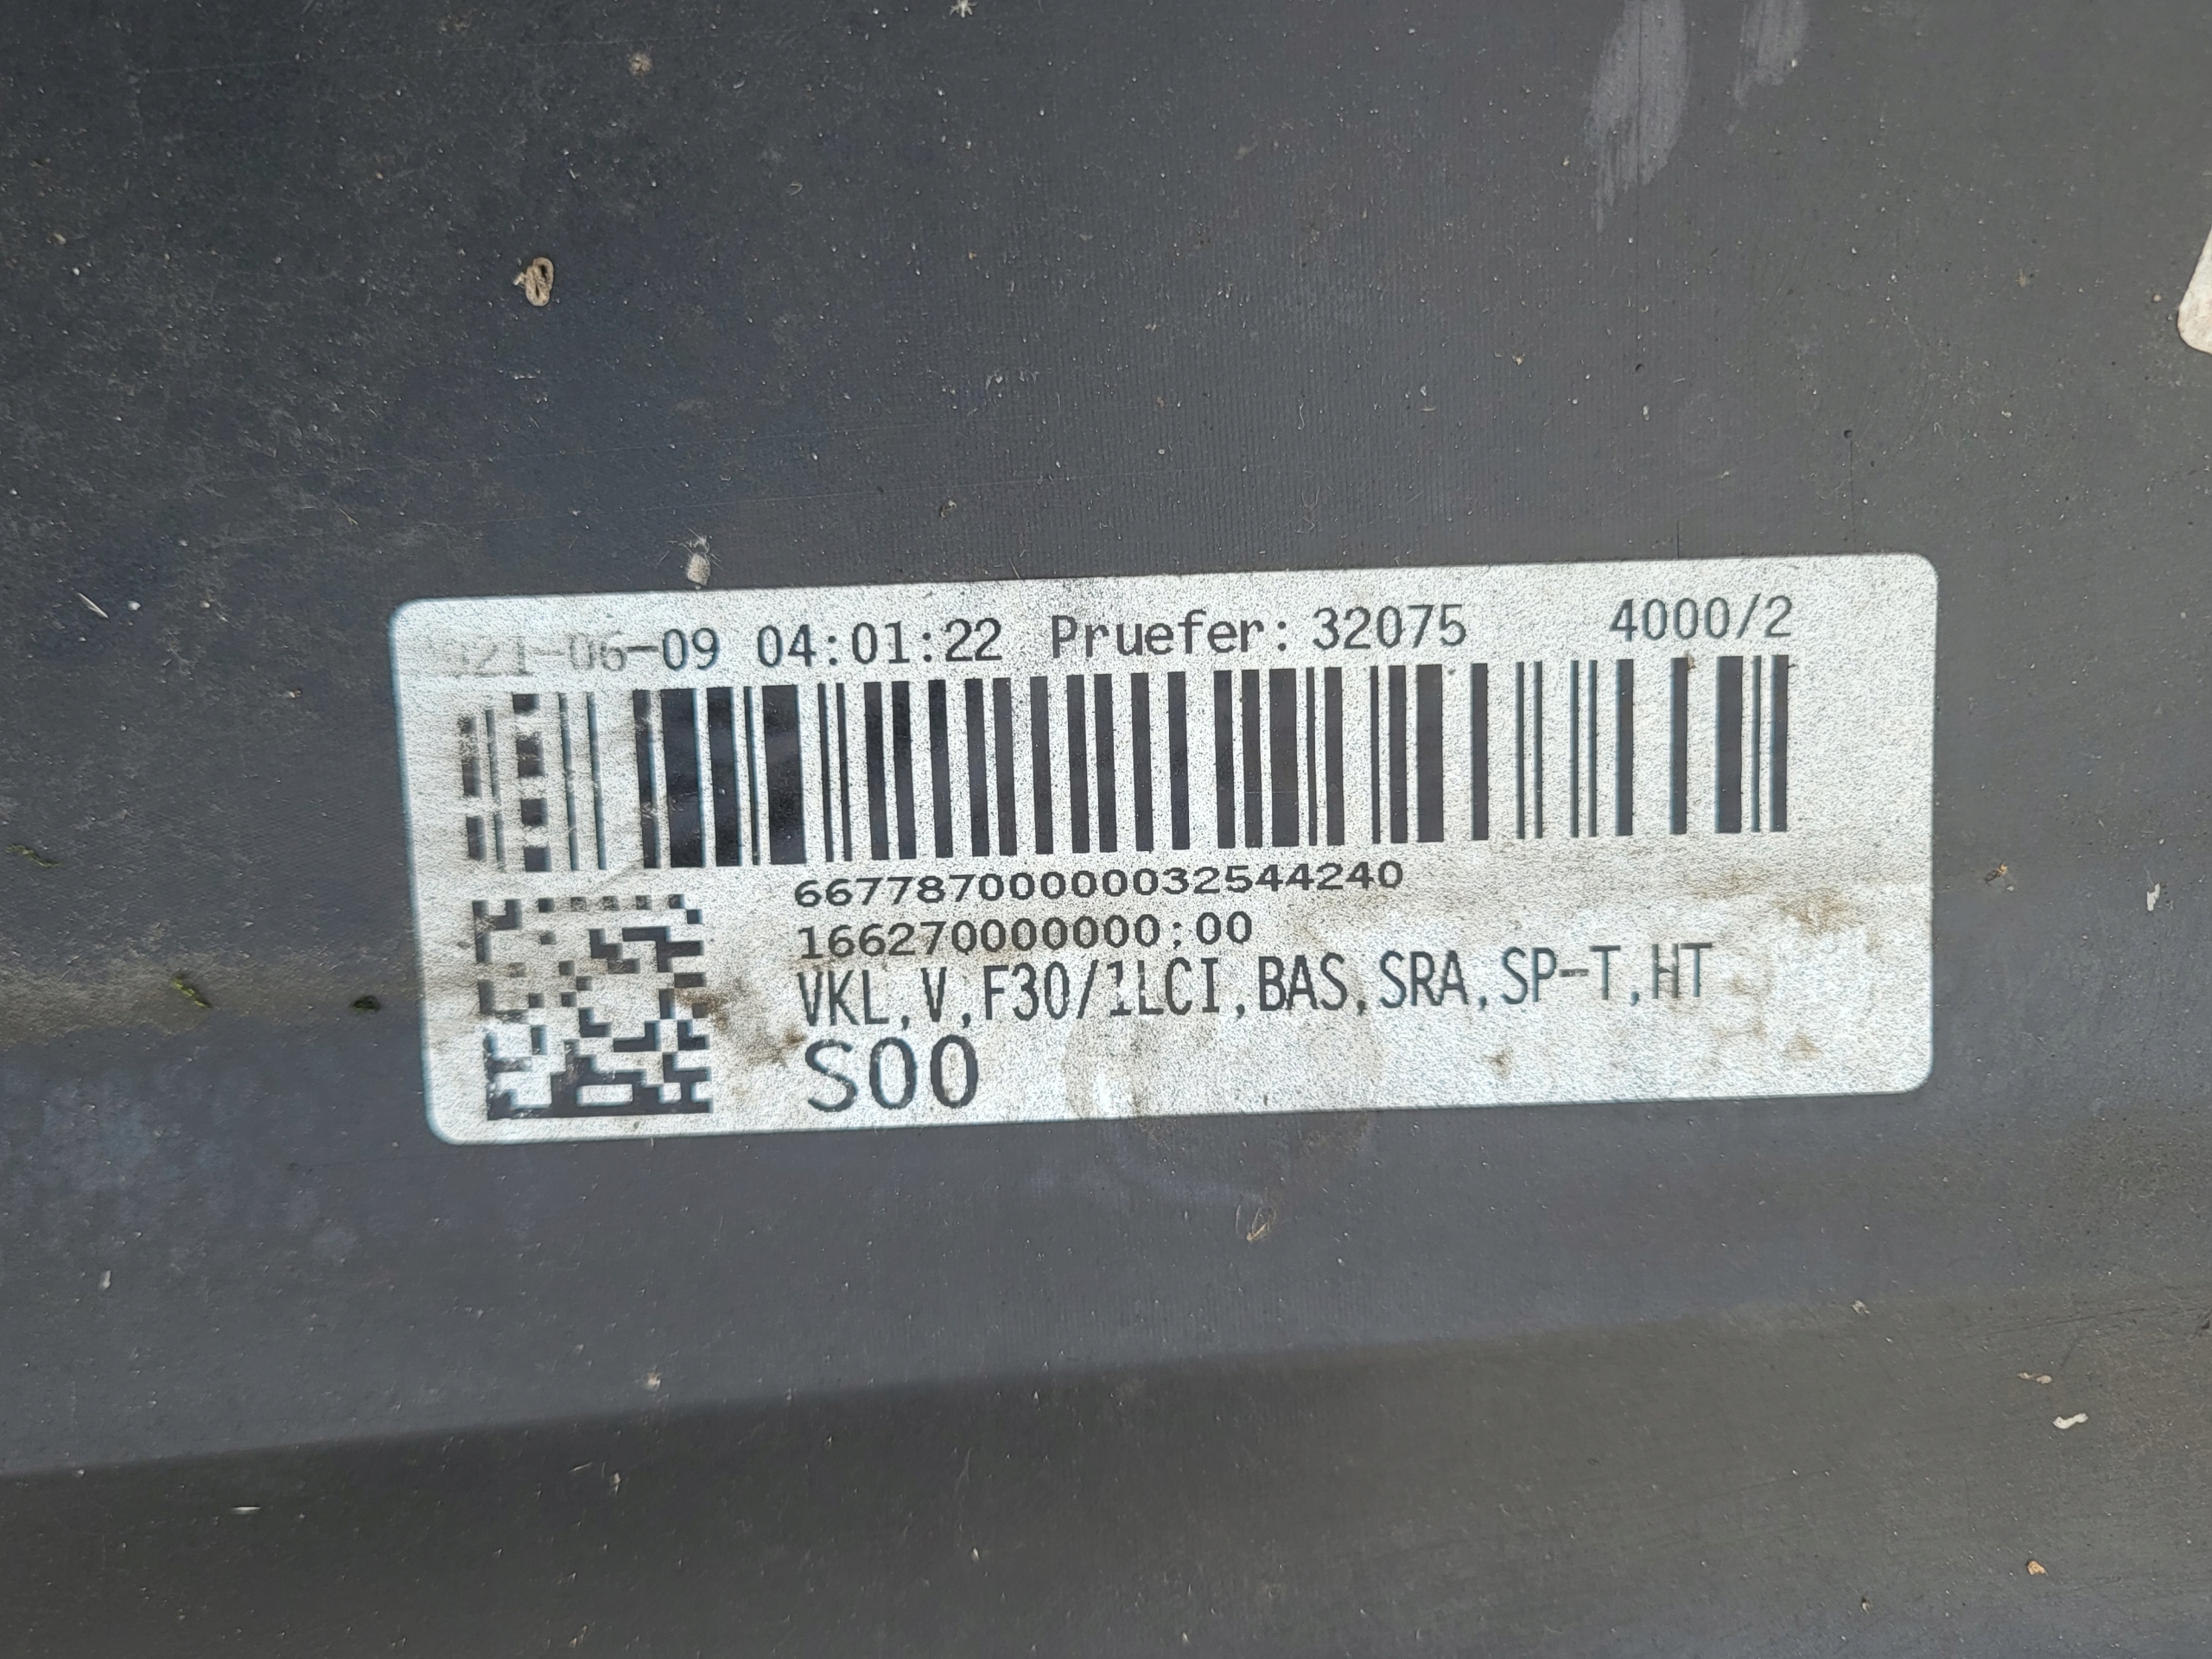 021-06-09 04:01:22 Pruefer: 32075 4000/2
667787000000032544240
166270000000;00
VKL,V,F30/1LCI,BAS,SRA,SP-T,HT
S00